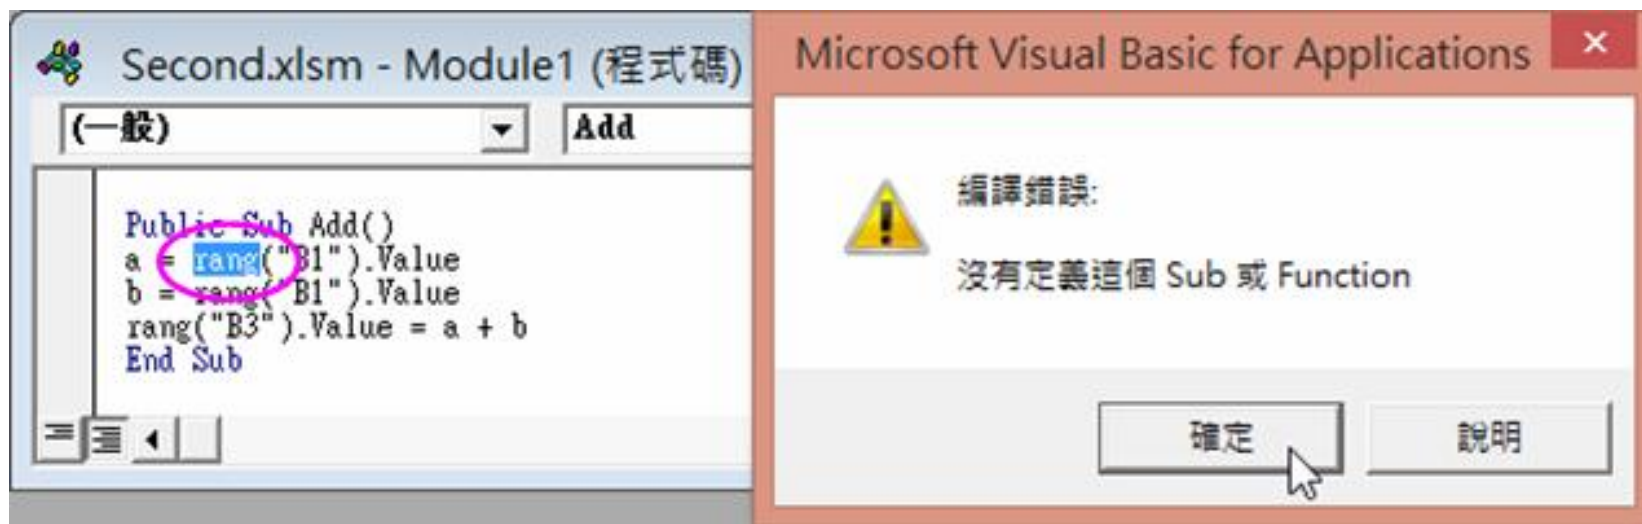 Second.xlsm - Module1 (程式碼)
(一般)
Add
Public Sub Add()
a = rang("B1").Value
b = rang("B1").Value
rang("B3").Value = a + b
End Sub
Microsoft Visual Basic for Applications
編譯錯誤:
沒有定義這個 Sub 或 Function
確定
說明